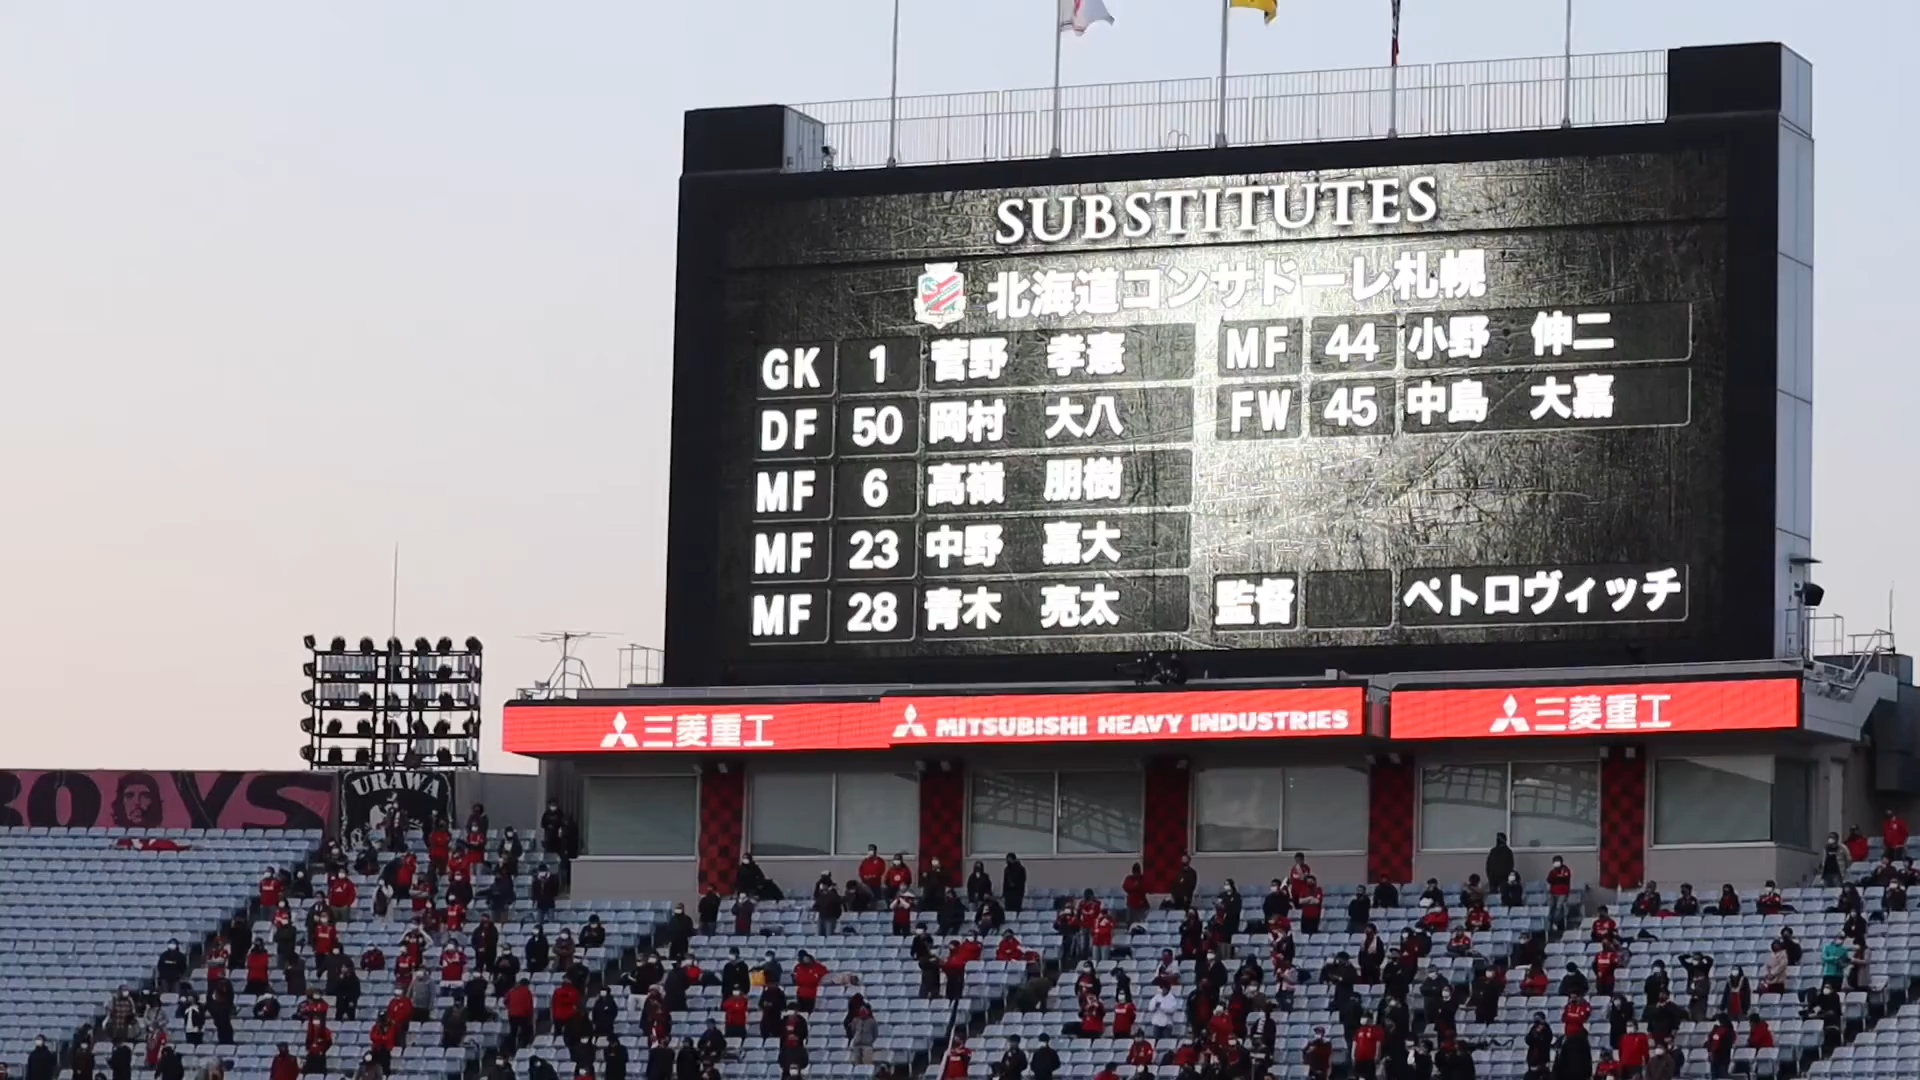 SUBSTITUTES
北海道コンサドーレ札幌
GK 1 菅野 孝憲
DF 50 岡村 大八
MF 6 高嶺 朋樹
MF 23 中野 嘉大
MF 28 青木 亮太
MF 44 小野 伸二
FW 45 中島 大嘉
監督 ペトロヴィッチ
三菱重工
MITSUBISHI HEAVY INDUSTRIES
三菱重工
BOYS
URAWA